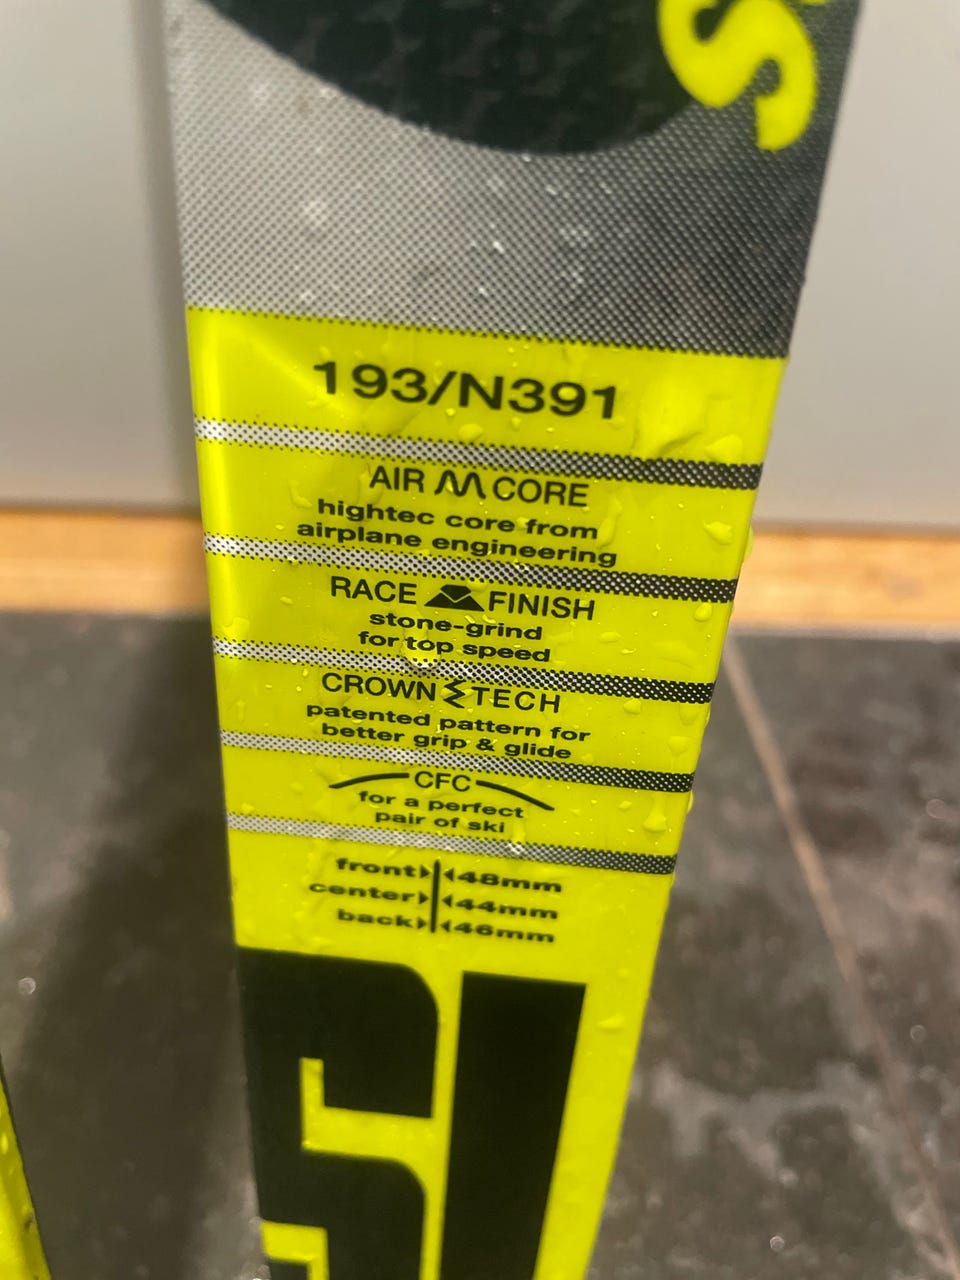 S
193/N391
AIR CORE
hightec core from
airplane engineering
RACE FINISH
stone-grind
for top speed
CROWN TECH
patented pattern for
better grip & glide
CFC
for a perfect
pair of ski
front 48mm
center 44mm
back 46mm